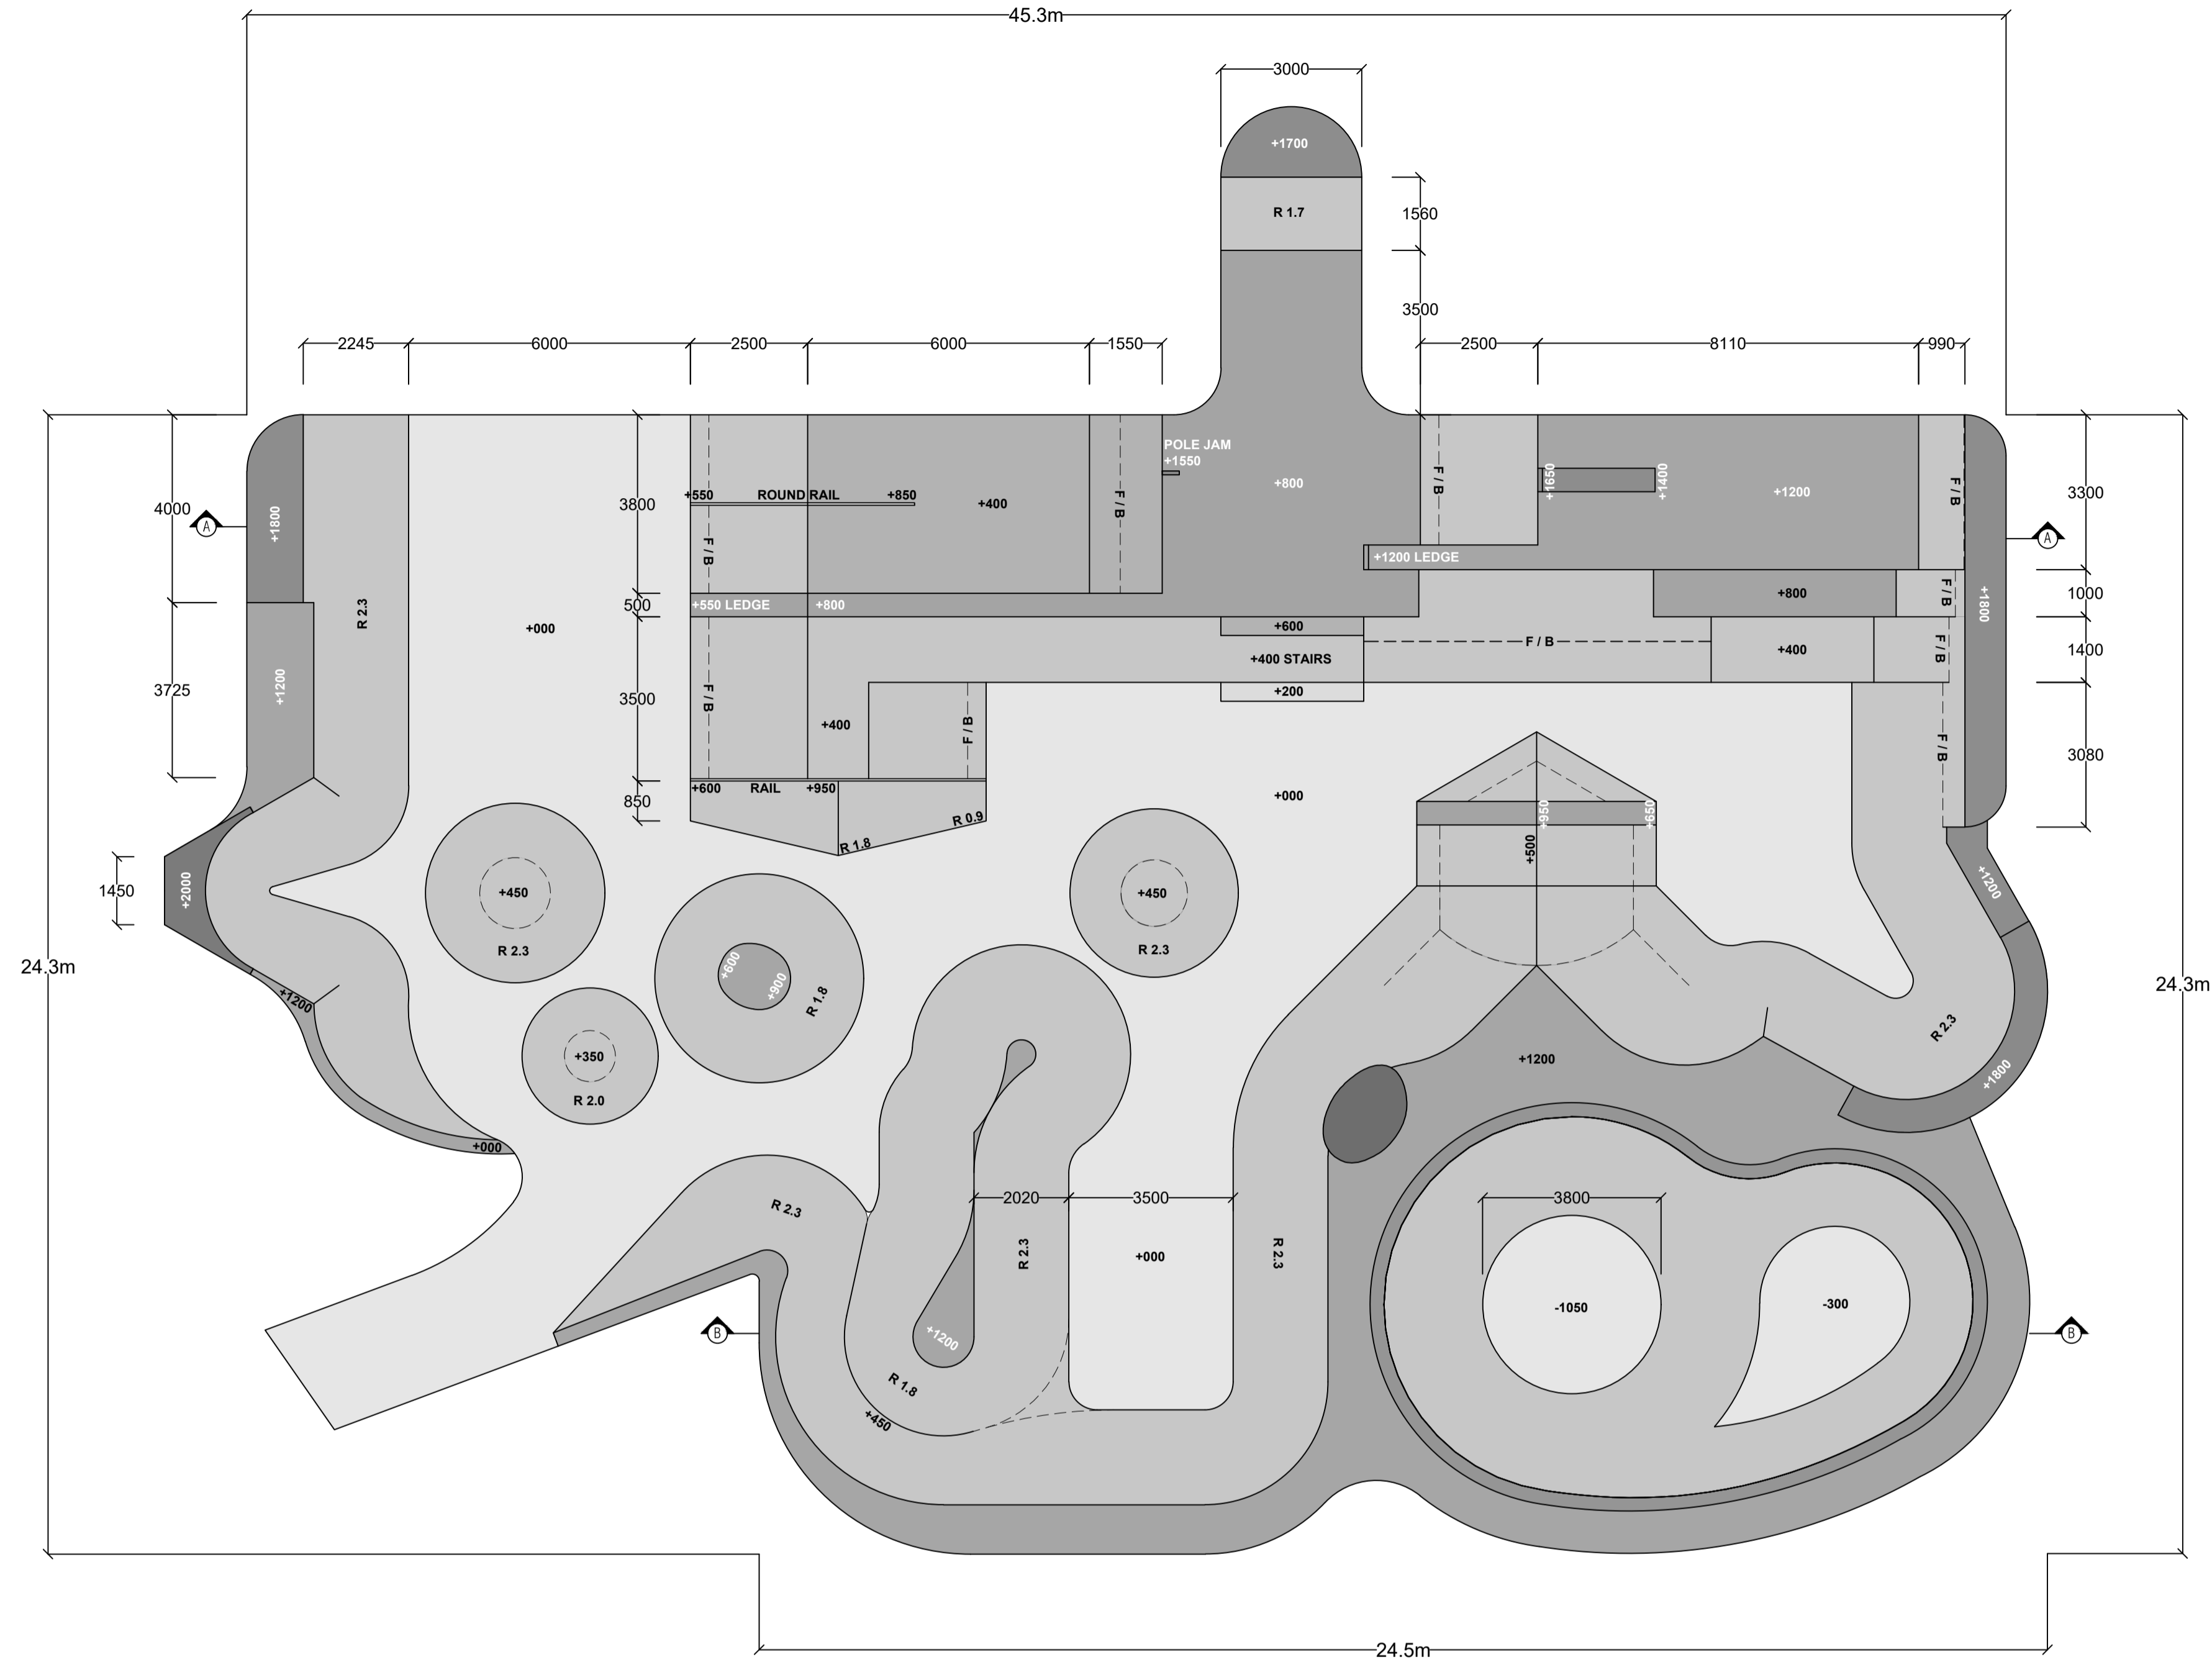 45.3m
3000
+1700
R 1.7
1560
3500
2245
6000
2500
6000
1550
2500
8110
990
4000
3725
1450
24.3m
A
+1800
+1200
+2000
+1200
+000
R 2.3
+000
3800
500
3500
850
+550
ROUND RAIL
+850
+400
F / B
F / B
POLE JAM
+1550
+800
F / B
+1650
+1400
+1200
F / B
+1200 LEDGE
+550 LEDGE
+800
+600
+400 STAIRS
+200
F / B
+800
F / B
+400
F / B
F / B
+1800
3300
1000
1400
3080
A
24.3m
F / B
+400
F / B
+600
RAIL
+950
R 0.9
R 1.8
+000
+950
+650
+500
+450
R 2.3
+600
+900
R 1.8
+350
R 2.0
+450
R 2.3
+1200
R 2.3
+1800
+1200
2020
3500
R 2.3
R 2.3
+000
R 2.3
+1200
R 1.8
+450
3800
-1050
-300
B
B
24.5m